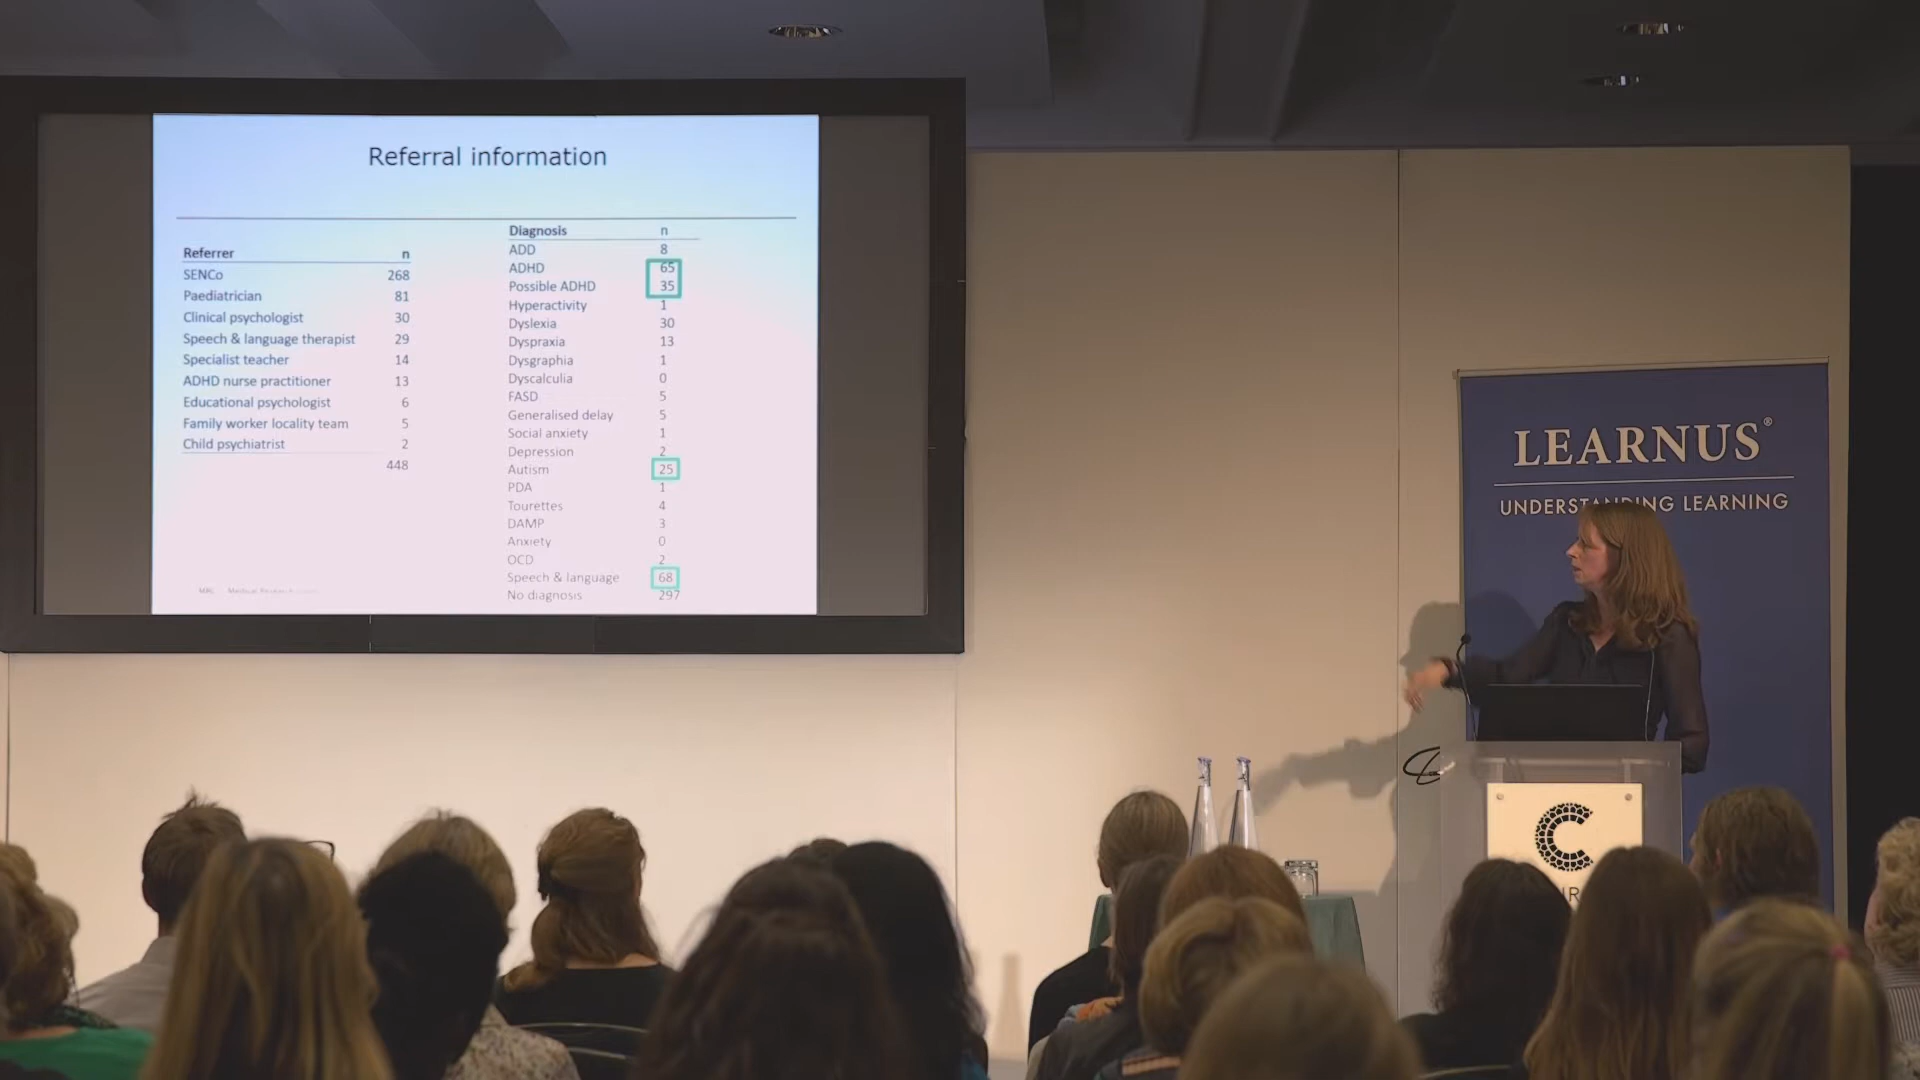 Referral information
Referrer n
SENCo 268
Paediatrician 81
Clinical psychologist 30
Speech & language therapist 29
Specialist teacher 14
ADHD nurse practitioner 13
Educational psychologist 6
Family worker locality team 5
Child psychiatrist 2
448
Diagnosis n
ADD 8
ADHD 65
Possible ADHD 35
Hyperactivity 1
Dyslexia 30
Dyspraxia 13
Dysgraphia 1
Dyscalculia 0
FASD 5
Generalised delay 5
Social anxiety 1
Depression 2
Autism 25
PDA 1
Tourettes 4
DAMP 3
Anxiety 0
OCD 2
Speech & language 68
No diagnosis 297
LEARNUS®
LEARNING
C